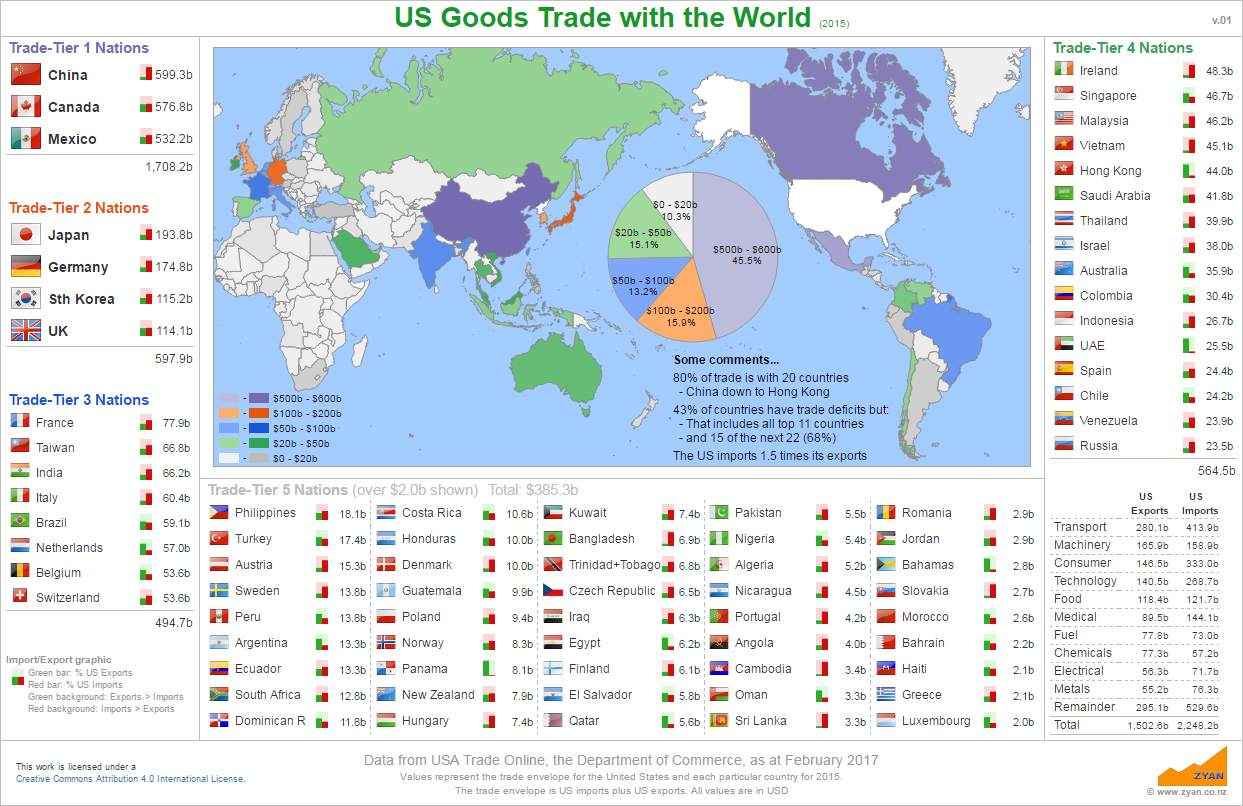 US Goods Trade with the World (2015)
v.01
Trade-Tier 1 Nations
China 599.3b
Canada 576.8b
Mexico 532.2b
1,708.2b
Trade-Tier 2 Nations
Japan 193.8b
Germany 174.8b
Sth Korea 115.2b
UK 114.1b
597.9b
Trade-Tier 3 Nations
France 77.9b
Taiwan 66.8b
India 66.2b
Italy 60.4b
Brazil 59.1b
Netherlands 57.0b
Belgium 53.6b
Switzerland 53.6b
494.7b
Import/Export graphic
Green bar: % US Exports
Red bar: % US Imports
Green background: Exports > Imports
Red background: Imports > Exports
$0 - $20b
10.3%
$20b - $50b
15.1%
$500b - $600b
45.5%
$50b - $100b
13.2%
$100b - $200b
15.9%
- $500b - $600b
- $100b - $200b
- $50b - $100b
- $20b - $50b
- $0 - $20b
Some comments...
80% of trade is with 20 countries
- China down to Hong Kong
43% of countries have trade deficits but:
- That includes all top 11 countries
- and 15 of the next 22 (68%)
The US imports 1.5 times its exports
Trade-Tier 5 Nations (over $2.0b shown) Total: $385.3b
Philippines 18.1b
Turkey 17.4b
Austria 15.3b
Sweden 13.8b
Peru 13.8b
Argentina 13.3b
Ecuador 13.3b
South Africa 12.8b
Dominican R 11.8b
Costa Rica 10.6b
Honduras 10.0b
Denmark 10.0b
Guatemala 9.9b
Poland 9.4b
Norway 8.3b
Panama 8.1b
New Zealand 7.9b
Hungary 7.4b
Kuwait 7.4b
Bangladesh 6.9b
Trinidad+Tobago 6.8b
Czech Republic 6.5b
Iraq 6.3b
Egypt 6.2b
Finland 6.1b
El Salvador 5.8b
Qatar 5.6b
Pakistan 5.5b
Nigeria 5.4b
Algeria 5.2b
Nicaragua 4.5b
Portugal 4.2b
Angola 4.0b
Cambodia 3.4b
Oman 3.3b
Sri Lanka 3.3b
Romania 2.9b
Jordan 2.9b
Bahamas 2.8b
Slovakia 2.7b
Morocco 2.6b
Bahrain 2.2b
Haiti 2.1b
Greece 2.1b
Luxembourg 2.0b
Trade-Tier 4 Nations
Ireland 48.3b
Singapore 46.7b
Malaysia 46.2b
Vietnam 45.1b
Hong Kong 44.0b
Saudi Arabia 41.8b
Thailand 39.9b
Israel 38.0b
Australia 35.9b
Colombia 30.4b
Indonesia 26.7b
UAE 25.5b
Spain 24.4b
Chile 24.2b
Venezuela 23.9b
Russia 23.5b
564.5b
US US
Exports Imports
Transport 280.1b 413.9b
Machinery 165.9b 158.9b
Consumer 146.5b 333.0b
Technology 140.5b 268.7b
Food 118.4b 121.7b
Medical 89.5b 144.1b
Fuel 77.8b 73.0b
Chemicals 77.3b 57.2b
Electrical 56.3b 71.7b
Metals 55.2b 76.3b
Remainder 295.1b 529.6b
Total 1,502.6b 2,248.2b
This work is licensed under a
Creative Commons Attribution 4.0 International License.
Data from USA Trade Online, the Department of Commerce, as at February 2017
Values represent the trade envelope for the United States and each particular country for 2015.
The trade envelope is US imports plus US exports. All values are in USD
ZYAN
© www.zyan.co.nz